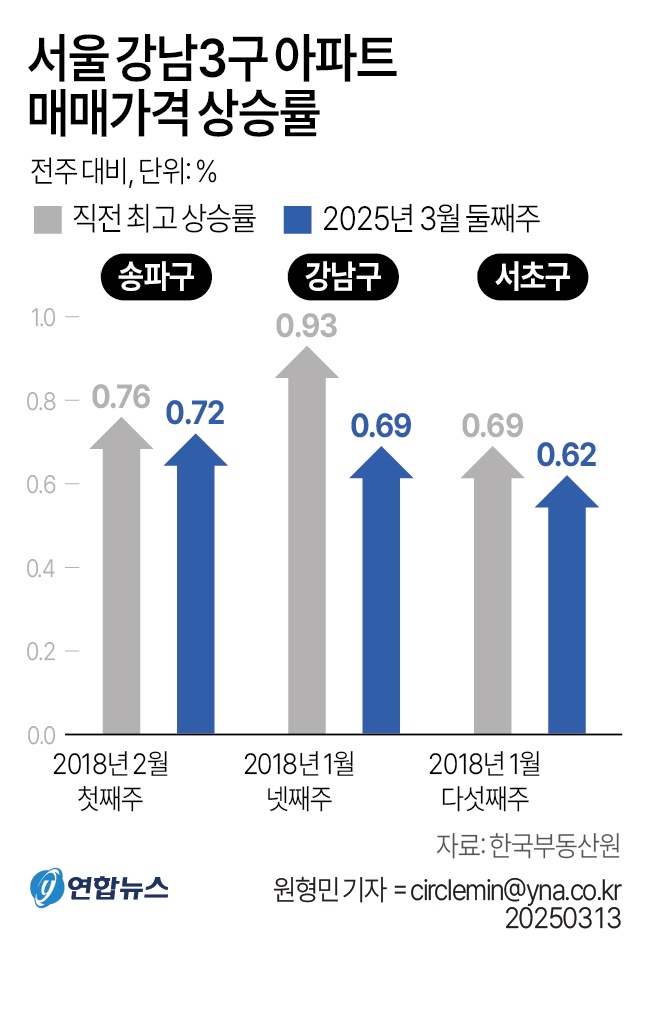 서울 강남3구 아파트
매매가격 상승률
전주 대비, 단위: %
직전 최고 상승률 2025년 3월 둘째주
송파구 강남구 서초구
1.0
0.8
0.6
0.4
0.2
0.0
0.76 0.72 0.93 0.69 0.69 0.62
2018년 2월 2018년 1월 2018년 1월
첫째주 넷째주 다섯째주
자료: 한국부동산원
연합뉴스 원형민 기자 = circlemin@yna.co.kr
20250313